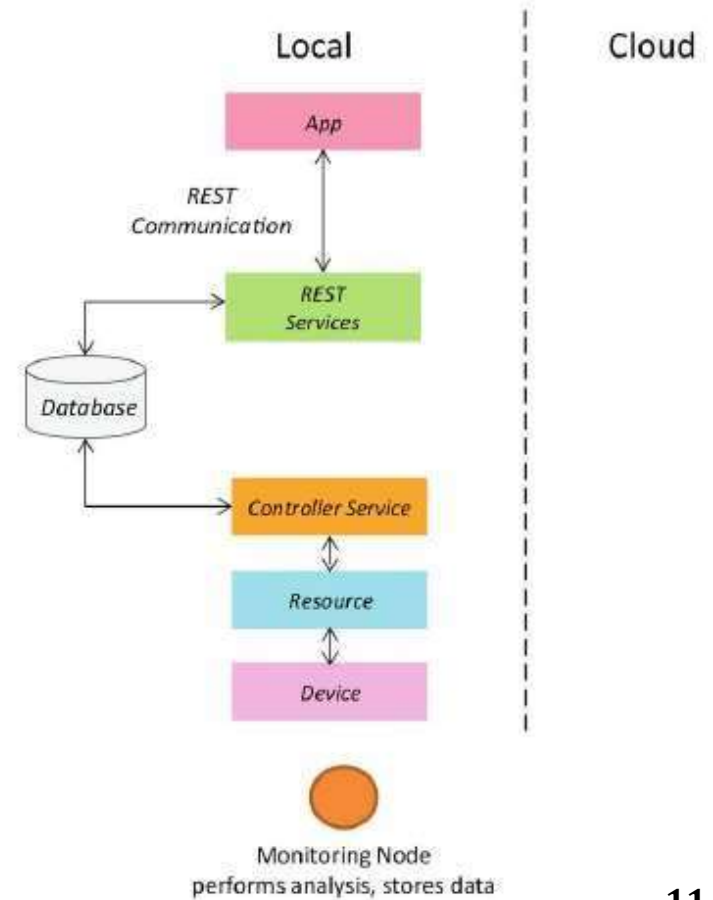 Local
Cloud
App
REST
Communication
REST
Services
Database
Controller Service
Resource
Device
Monitoring Node
performs analysis, stores data
11